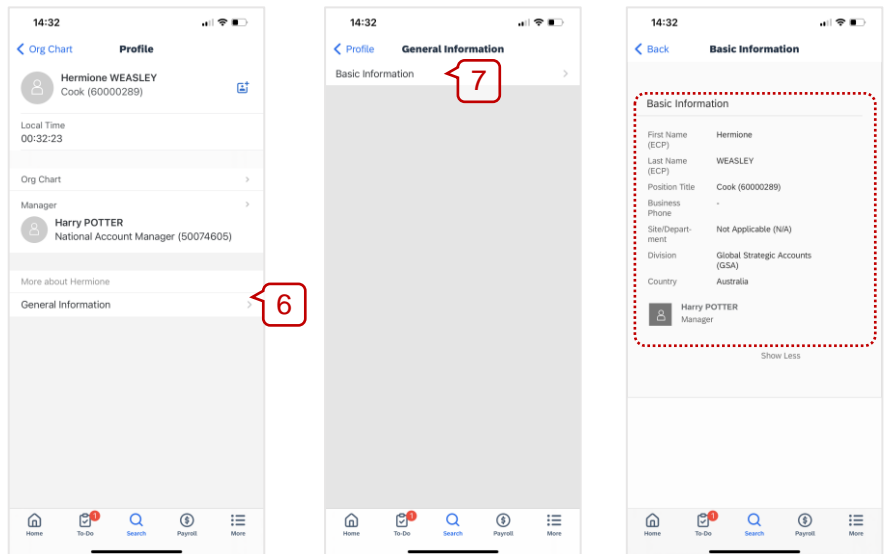 14:32
Org Chart Profile
Hermione WEASLEY
Cook (60000289)
Local Time
00:32:23
Org Chart
Manager
Harry POTTER
National Account Manager (50074605)
More about Hermione
General Information
6
Home To-Do 1 Search Payroll More
14:32
Profile General Information
Basic Information
7
Home To-Do 1 Search Payroll More
14:32
Back Basic Information
Basic Information
First Name Hermione
(ECP)
Last Name WEASLEY
(ECP)
Position Title Cook (60000289)
Business -
Phone
Site/Depart- Not Applicable (N/A)
ment
Division Global Strategic Accounts
(GSA)
Country Australia
Harry POTTER
Manager
Show Less
Home To-Do 1 Search Payroll More